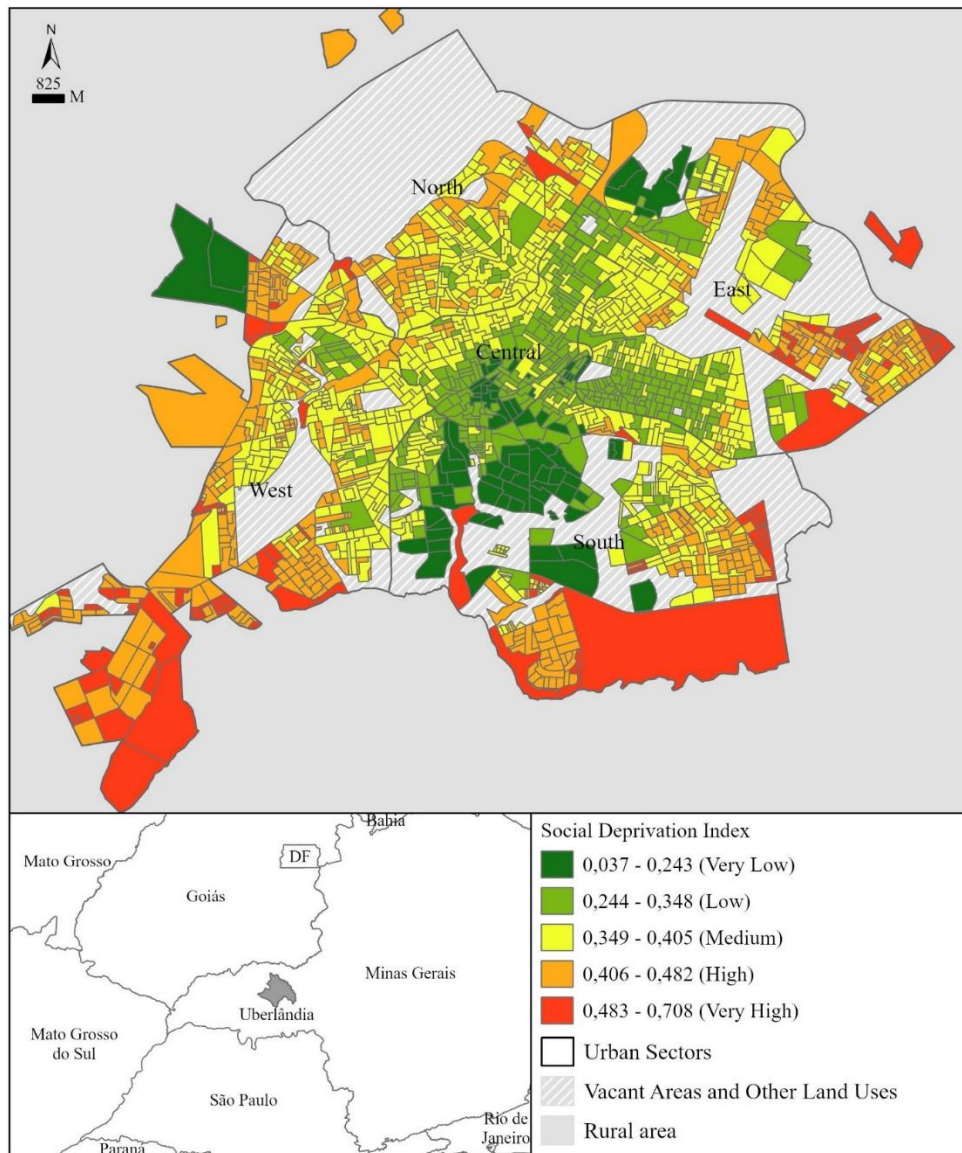 N
825
M
North
East
Central
West
South
Bahia
Mato Grosso
DF
Goiás
Minas Gerais
Uberlândia
Mato Grosso
do Sul
São Paulo
Rio de
Janeiro
Paraná
Social Deprivation Index
0,037 - 0,243 (Very Low)
0,244 - 0,348 (Low)
0,349 - 0,405 (Medium)
0,406 - 0,482 (High)
0,483 - 0,708 (Very High)
Urban Sectors
Vacant Areas and Other Land Uses
Rural area